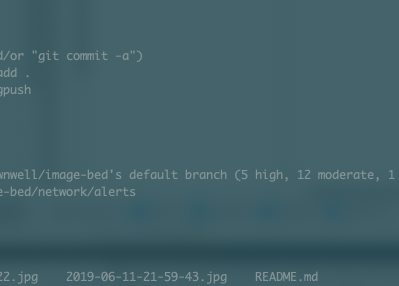 d/or "git commit -a")
add .
gpush
wnwell/image-bed's default branch (5 high, 12 moderate, 1
e-bed/network/alerts
22.jpg 2019-06-11-21-59-43.jpg README.md